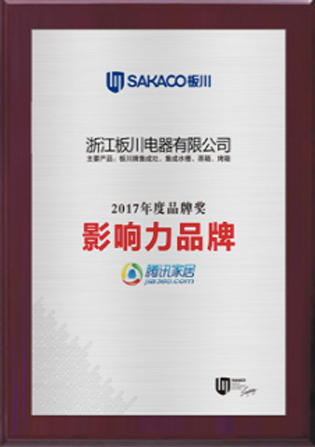 SAKACO板川
浙江板川电器有限公司
主要产品：板川牌集成灶、集成水槽、蒸箱、烤箱
2017年度品牌奖
影响力品牌
腾讯家居
jia360.com
SAKACO